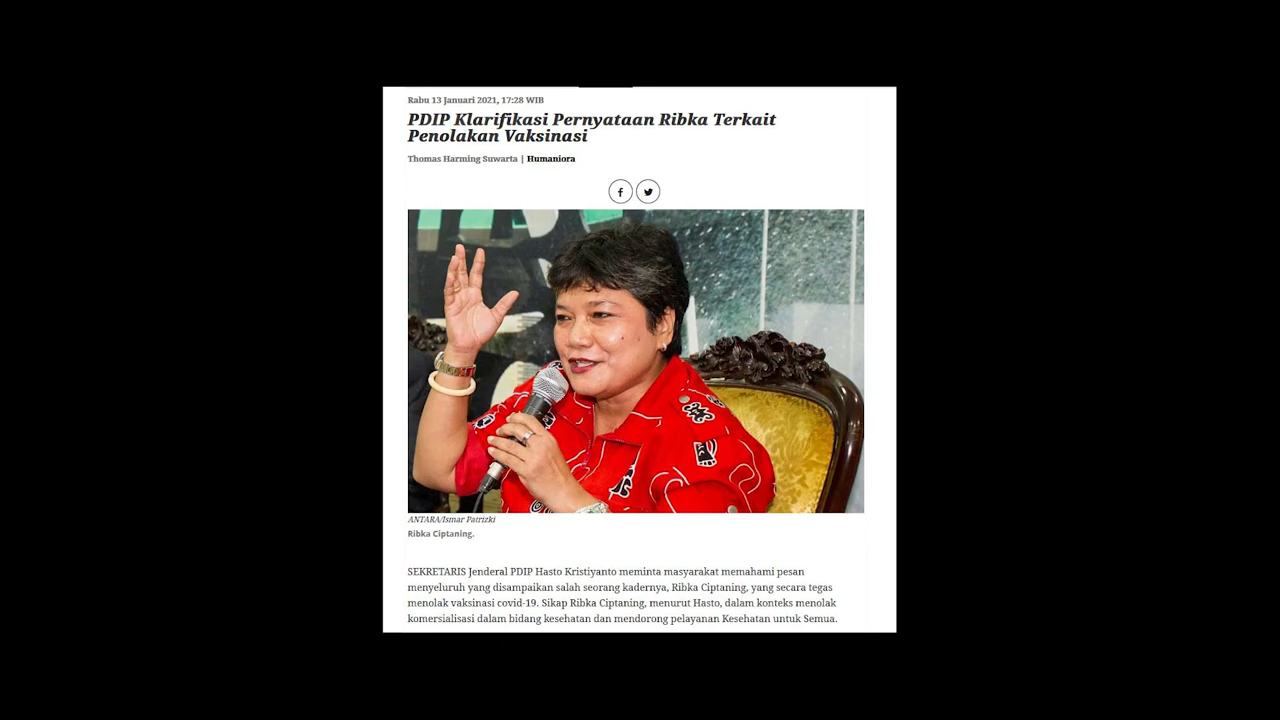 Rabu 13 Januari 2021, 17:28 WIB
PDIP Klarifikasi Pernyataan Ribka Terkait
Penolakan Vaksinasi
Thomas Harming Suwarta | Humaniora
ANTARA/Ismar Patrizki
Ribka Ciptaning.
SEKRETARIS Jenderal PDIP Hasto Kristiyanto meminta masyarakat memahami pesan
menyeluruh yang disampaikan salah seorang kadernya, Ribka Ciptaning, yang secara tegas
menolak vaksinasi covid-19. Sikap Ribka Ciptaning, menurut Hasto, dalam konteks menolak
komersialisasi dalam bidang kesehatan dan mendorong pelayanan Kesehatan untuk Semua.